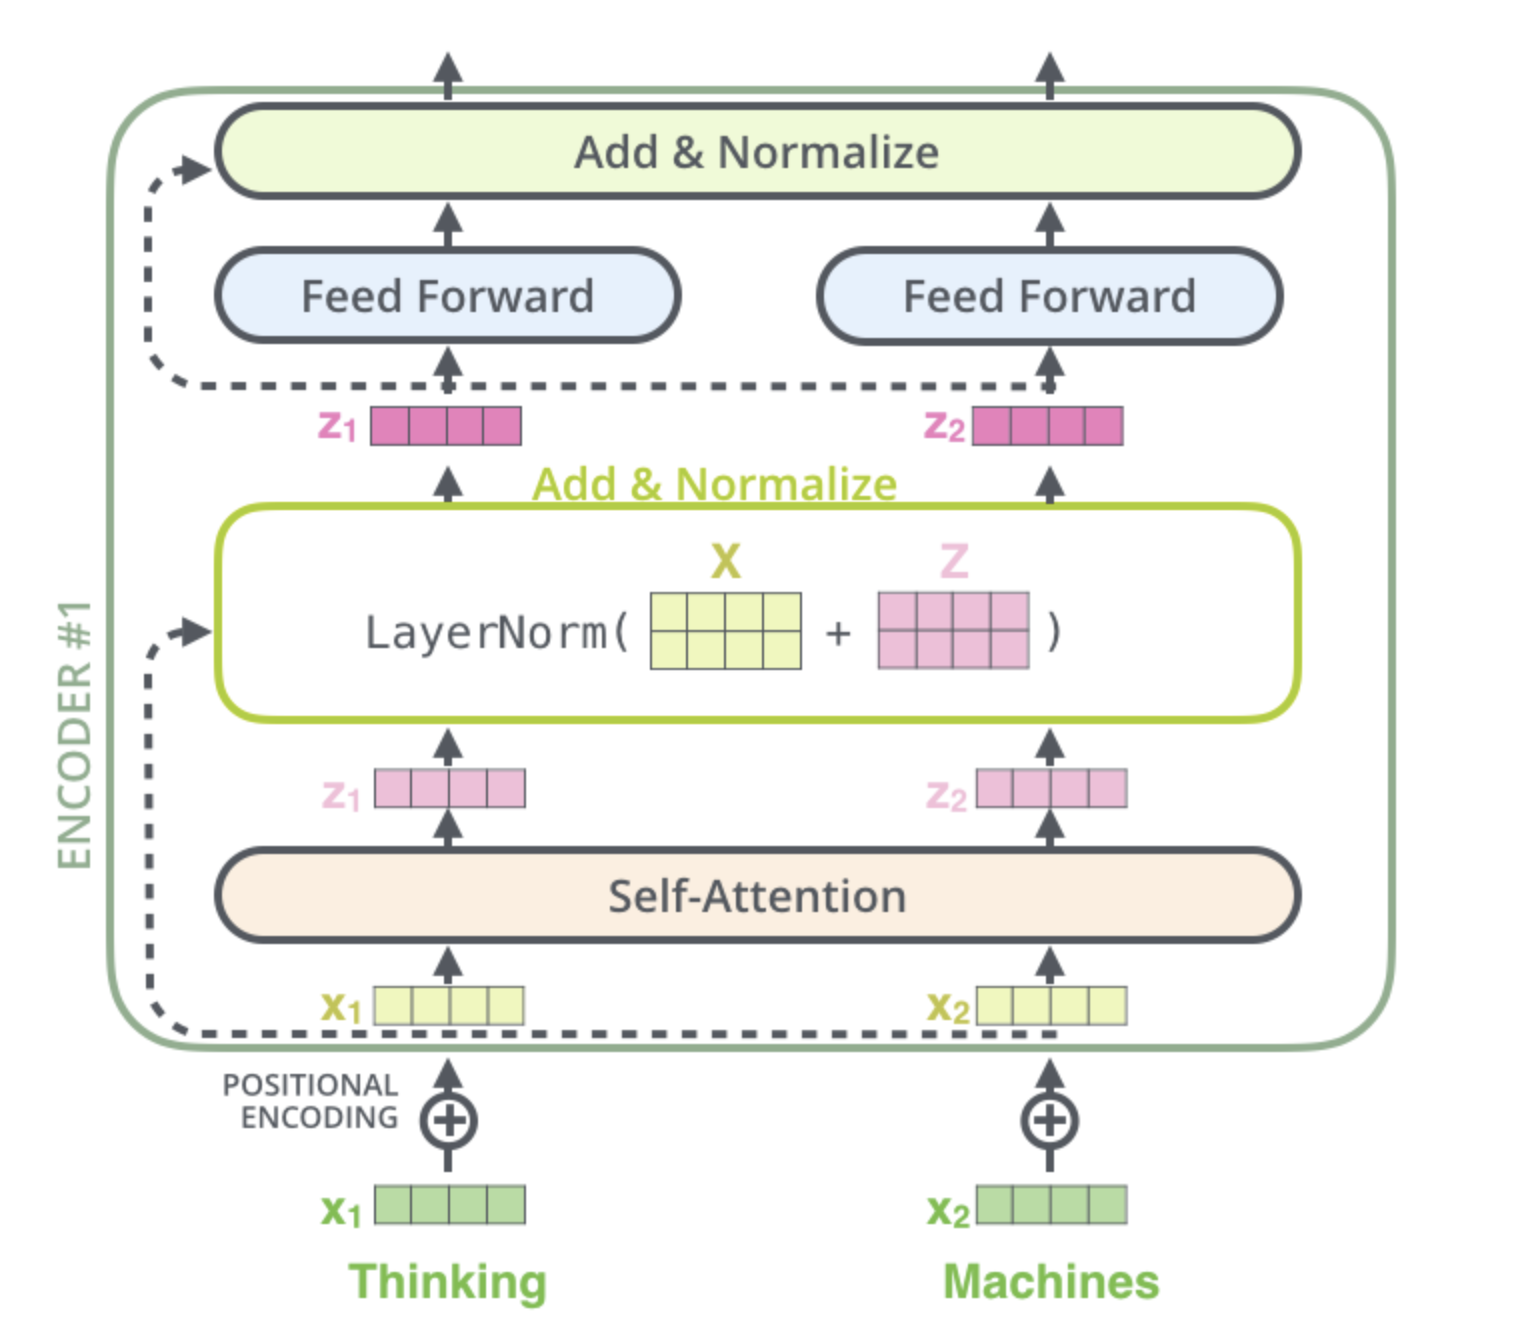 Add & Normalize
Feed Forward
Feed Forward
z1
z2
Add & Normalize
X
Z
LayerNorm(
+
)
ENCODER #1
z1
z2
Self-Attention
x1
x2
POSITIONAL
ENCODING
x1
x2
Thinking
Machines